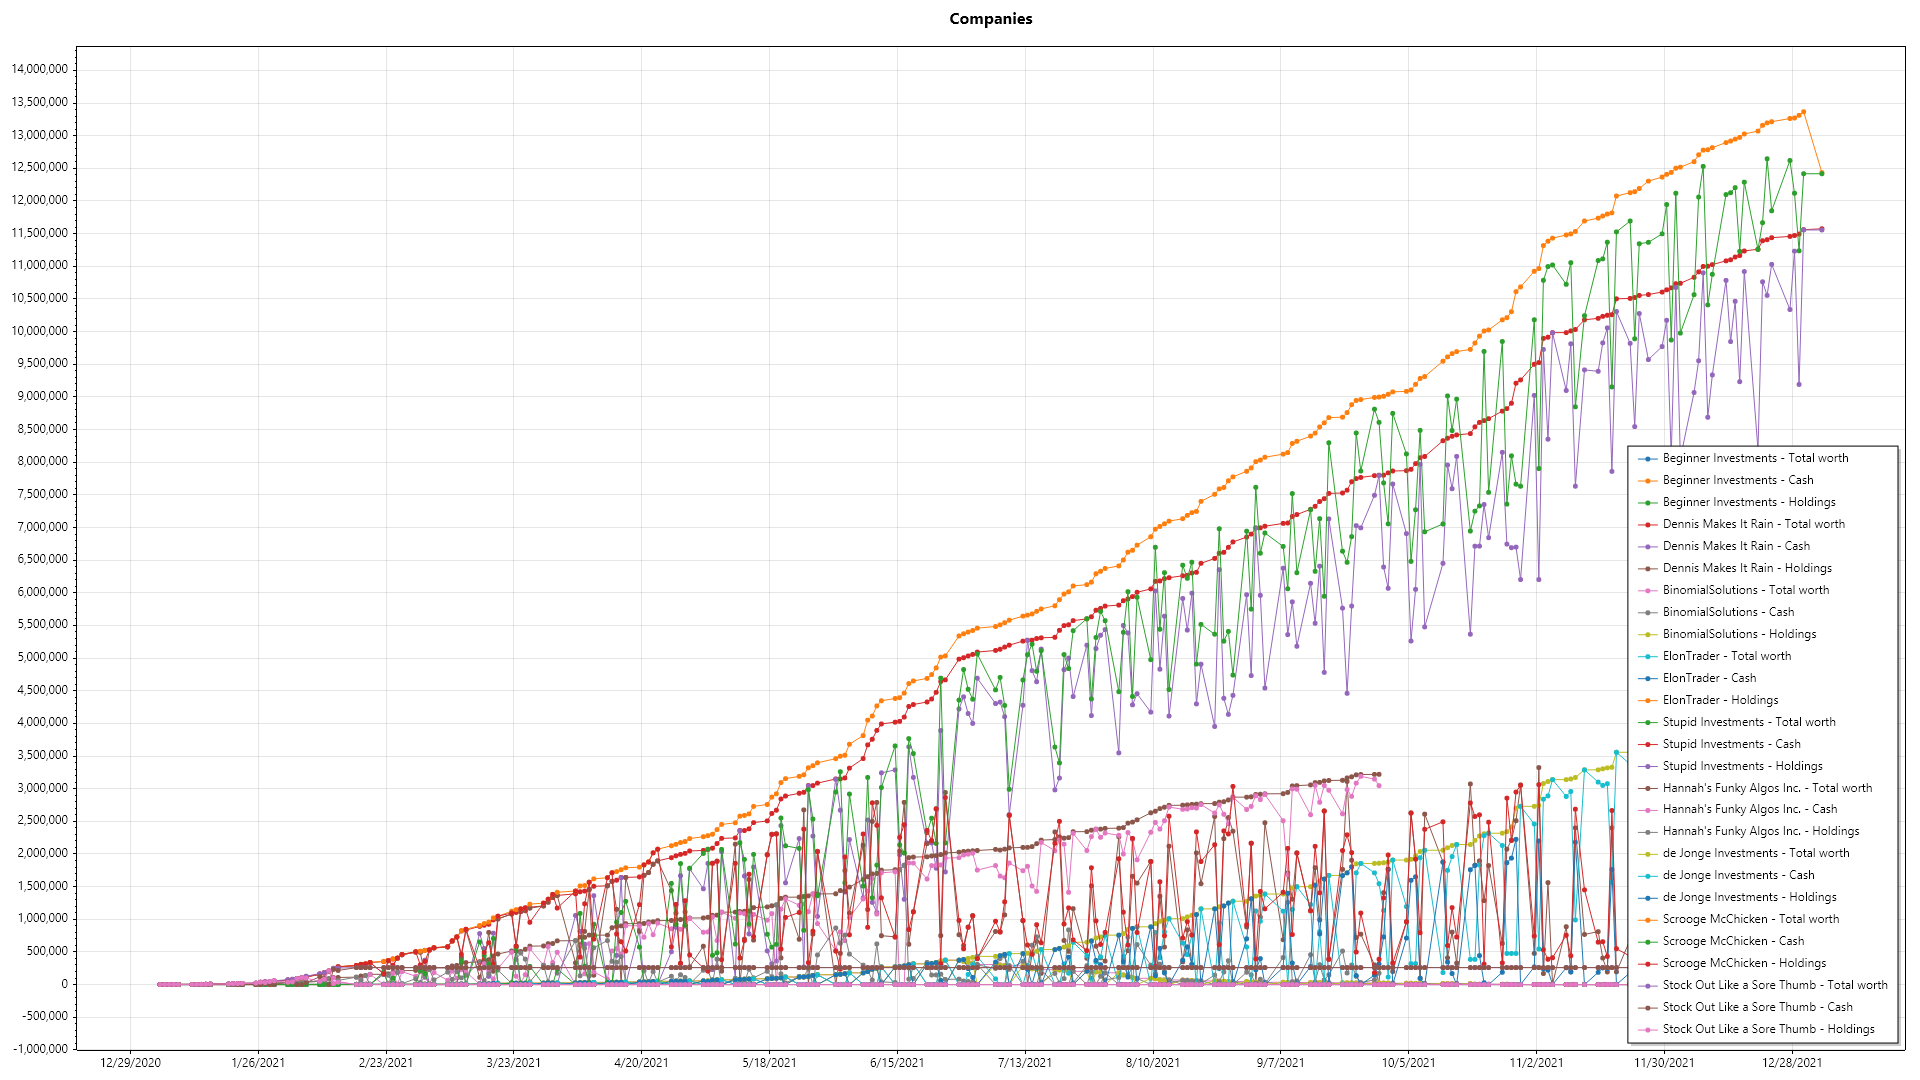 Companies
14,000,000
13,500,000
13,000,000
12,500,000
12,000,000
11,500,000
11,000,000
10,500,000
10,000,000
9,500,000
9,000,000
8,500,000
8,000,000
7,500,000
7,000,000
6,500,000
6,000,000
5,500,000
5,000,000
4,500,000
4,000,000
3,500,000
3,000,000
2,500,000
2,000,000
1,500,000
1,000,000
500,000
0
-500,000
-1,000,000
12/29/2020 1/26/2021 2/23/2021 3/23/2021 4/20/2021 5/18/2021 6/15/2021 7/13/2021 8/10/2021 9/7/2021 10/5/2021 11/2/2021 11/30/2021 12/28/2021
Beginner Investments - Total worth
Beginner Investments - Cash
Beginner Investments - Holdings
Dennis Makes It Rain - Total worth
Dennis Makes It Rain - Cash
Dennis Makes It Rain - Holdings
BinomialSolutions - Total worth
BinomialSolutions - Cash
BinomialSolutions - Holdings
ElonTrader - Total worth
ElonTrader - Cash
ElonTrader - Holdings
Stupid Investments - Total worth
Stupid Investments - Cash
Stupid Investments - Holdings
Hannah's Funky Algos Inc. - Total worth
Hannah's Funky Algos Inc. - Cash
Hannah's Funky Algos Inc. - Holdings
de Jonge Investments - Total worth
de Jonge Investments - Cash
de Jonge Investments - Holdings
Scrooge McChicken - Total worth
Scrooge McChicken - Cash
Scrooge McChicken - Holdings
Stock Out Like a Sore Thumb - Total worth
Stock Out Like a Sore Thumb - Cash
Stock Out Like a Sore Thumb - Holdings